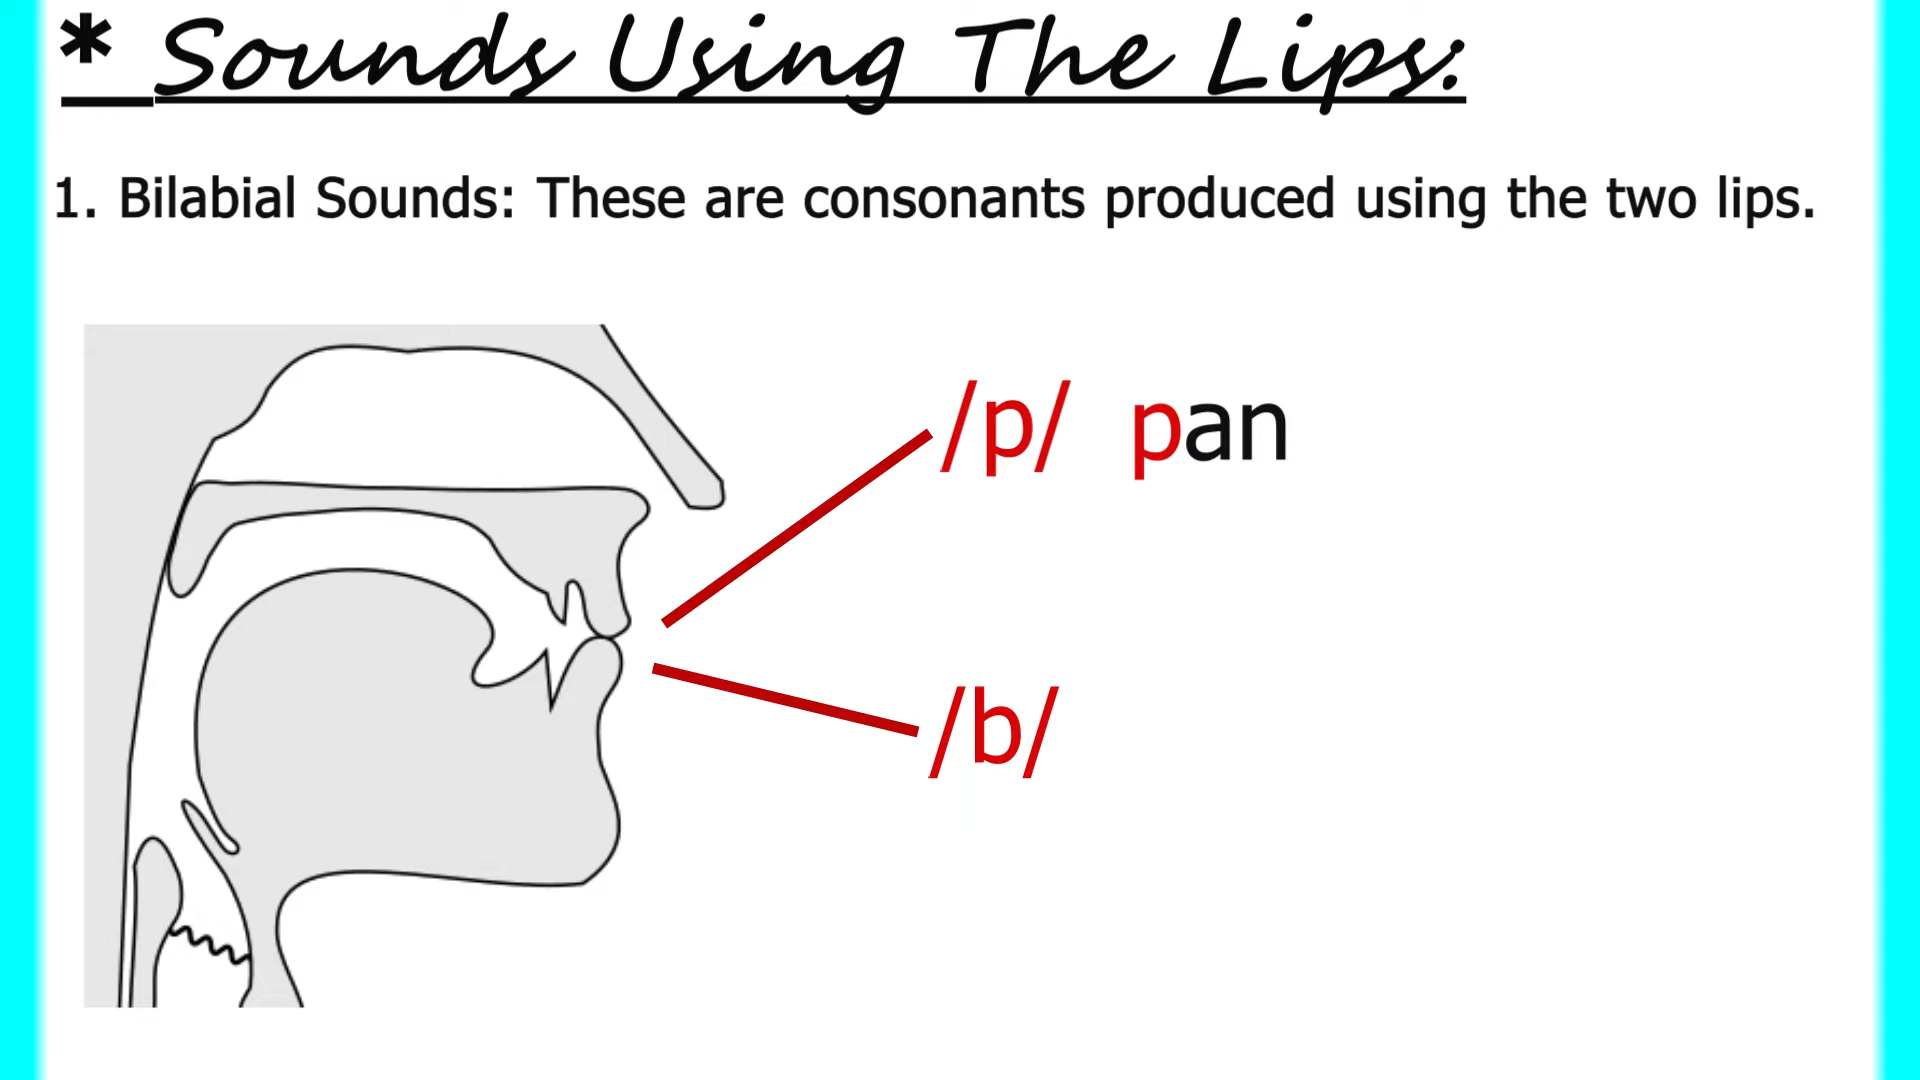 * Sounds Using The Lips:
1. Bilabial Sounds: These are consonants produced using the two lips.
/p/ pan
/b/